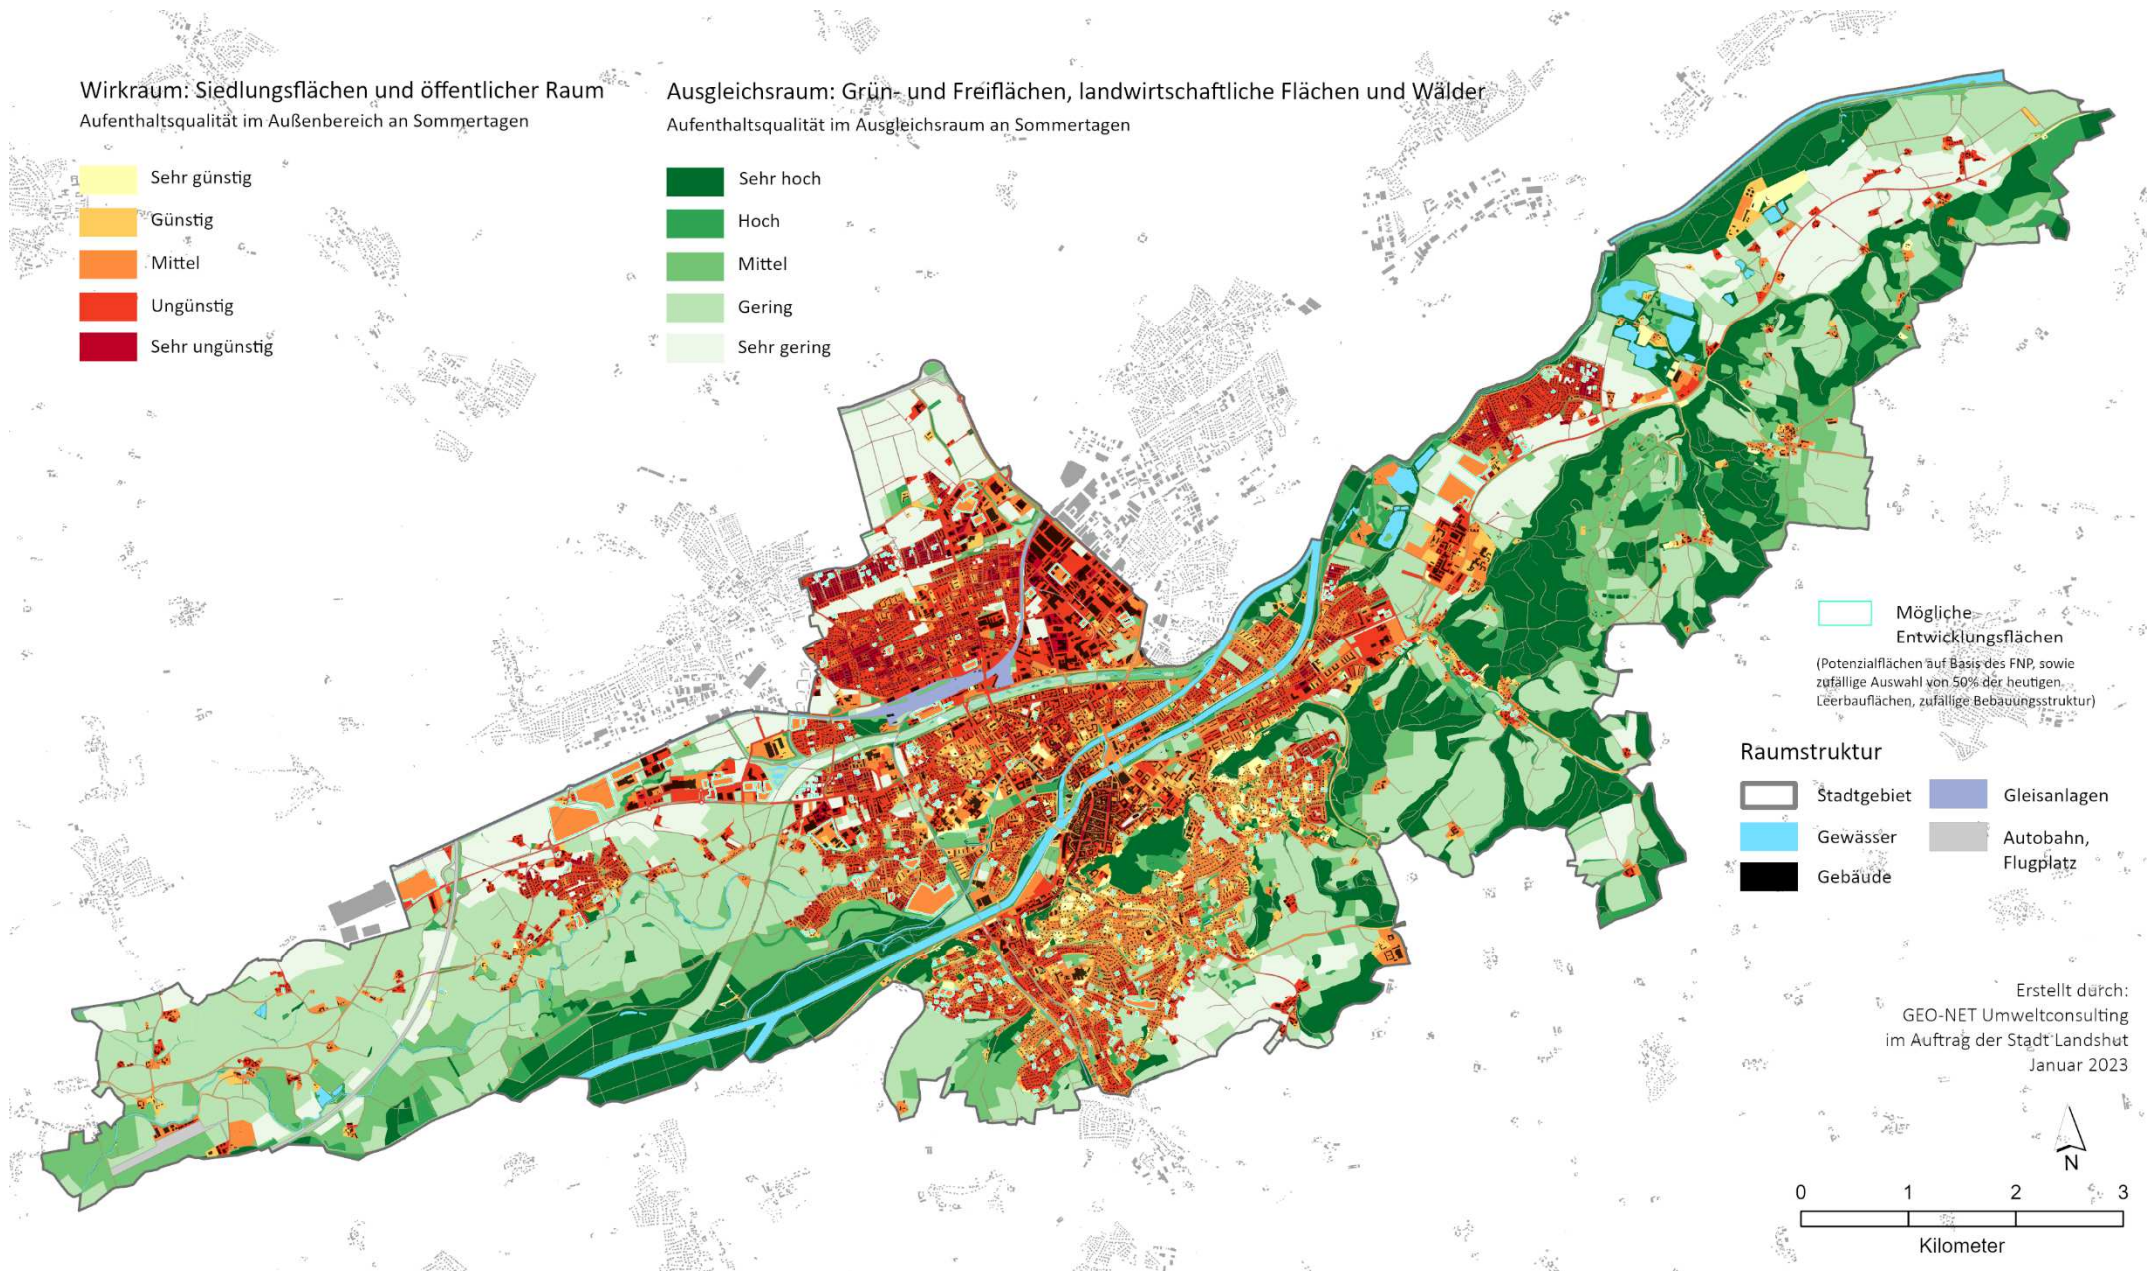 Wirkraum: Siedlungsflächen und öffentlicher Raum
Aufenthaltsqualität im Außenbereich an Sommertagen
Sehr günstig
Günstig
Mittel
Ungünstig
Sehr ungünstig
Ausgleichsraum: Grün- und Freiflächen, landwirtschaftliche Flächen und Wälder
Aufenthaltsqualität im Ausgleichsraum an Sommertagen
Sehr hoch
Hoch
Mittel
Gering
Sehr gering
Mögliche
Entwicklungsflächen
(Potenzialflächen auf Basis des FNP, sowie
zufällige Auswahl von 50% der heutigen
Leerbauflächen, zufällige Bebauungsstruktur)
Raumstruktur
Stadtgebiet
Gewässer
Gebäude
Gleisanlagen
Autobahn,
Flugplatz
Erstellt durch:
GEO-NET Umweltconsulting
im Auftrag der Stadt Landshut
Januar 2023
N
0 1 2 3
Kilometer